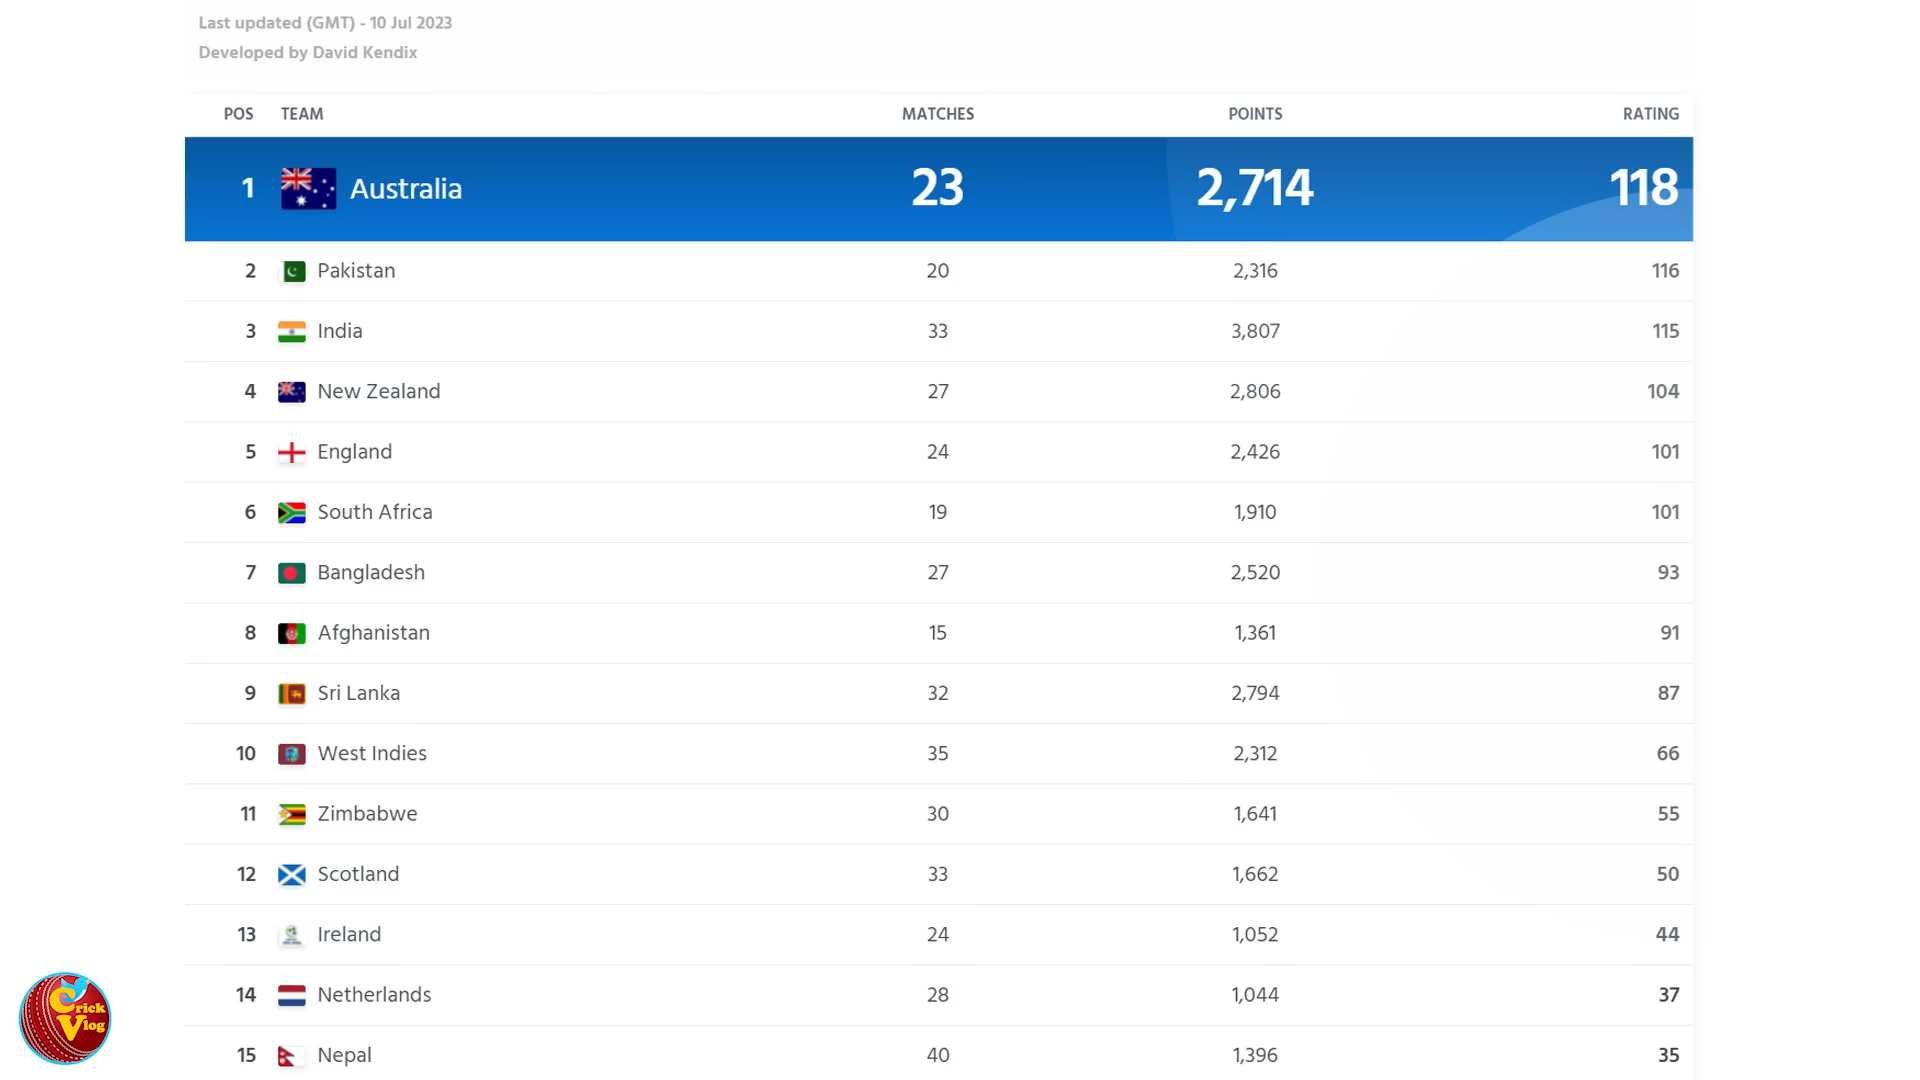 Last updated (GMT) - 10 Jul 2023
Developed by David Kendix
POS TEAM MATCHES POINTS RATING
1 Australia 23 2,714 118
2 Pakistan 20 2,316 116
3 India 33 3,807 115
4 New Zealand 27 2,806 104
5 England 24 2,426 101
6 South Africa 19 1,910 101
7 Bangladesh 27 2,520 93
8 Afghanistan 15 1,361 91
9 Sri Lanka 32 2,794 87
10 West Indies 35 2,312 66
11 Zimbabwe 30 1,641 55
12 Scotland 33 1,662 50
13 Ireland 24 1,052 44
14 Netherlands 28 1,044 37
15 Nepal 40 1,396 35
Crick
Vlog